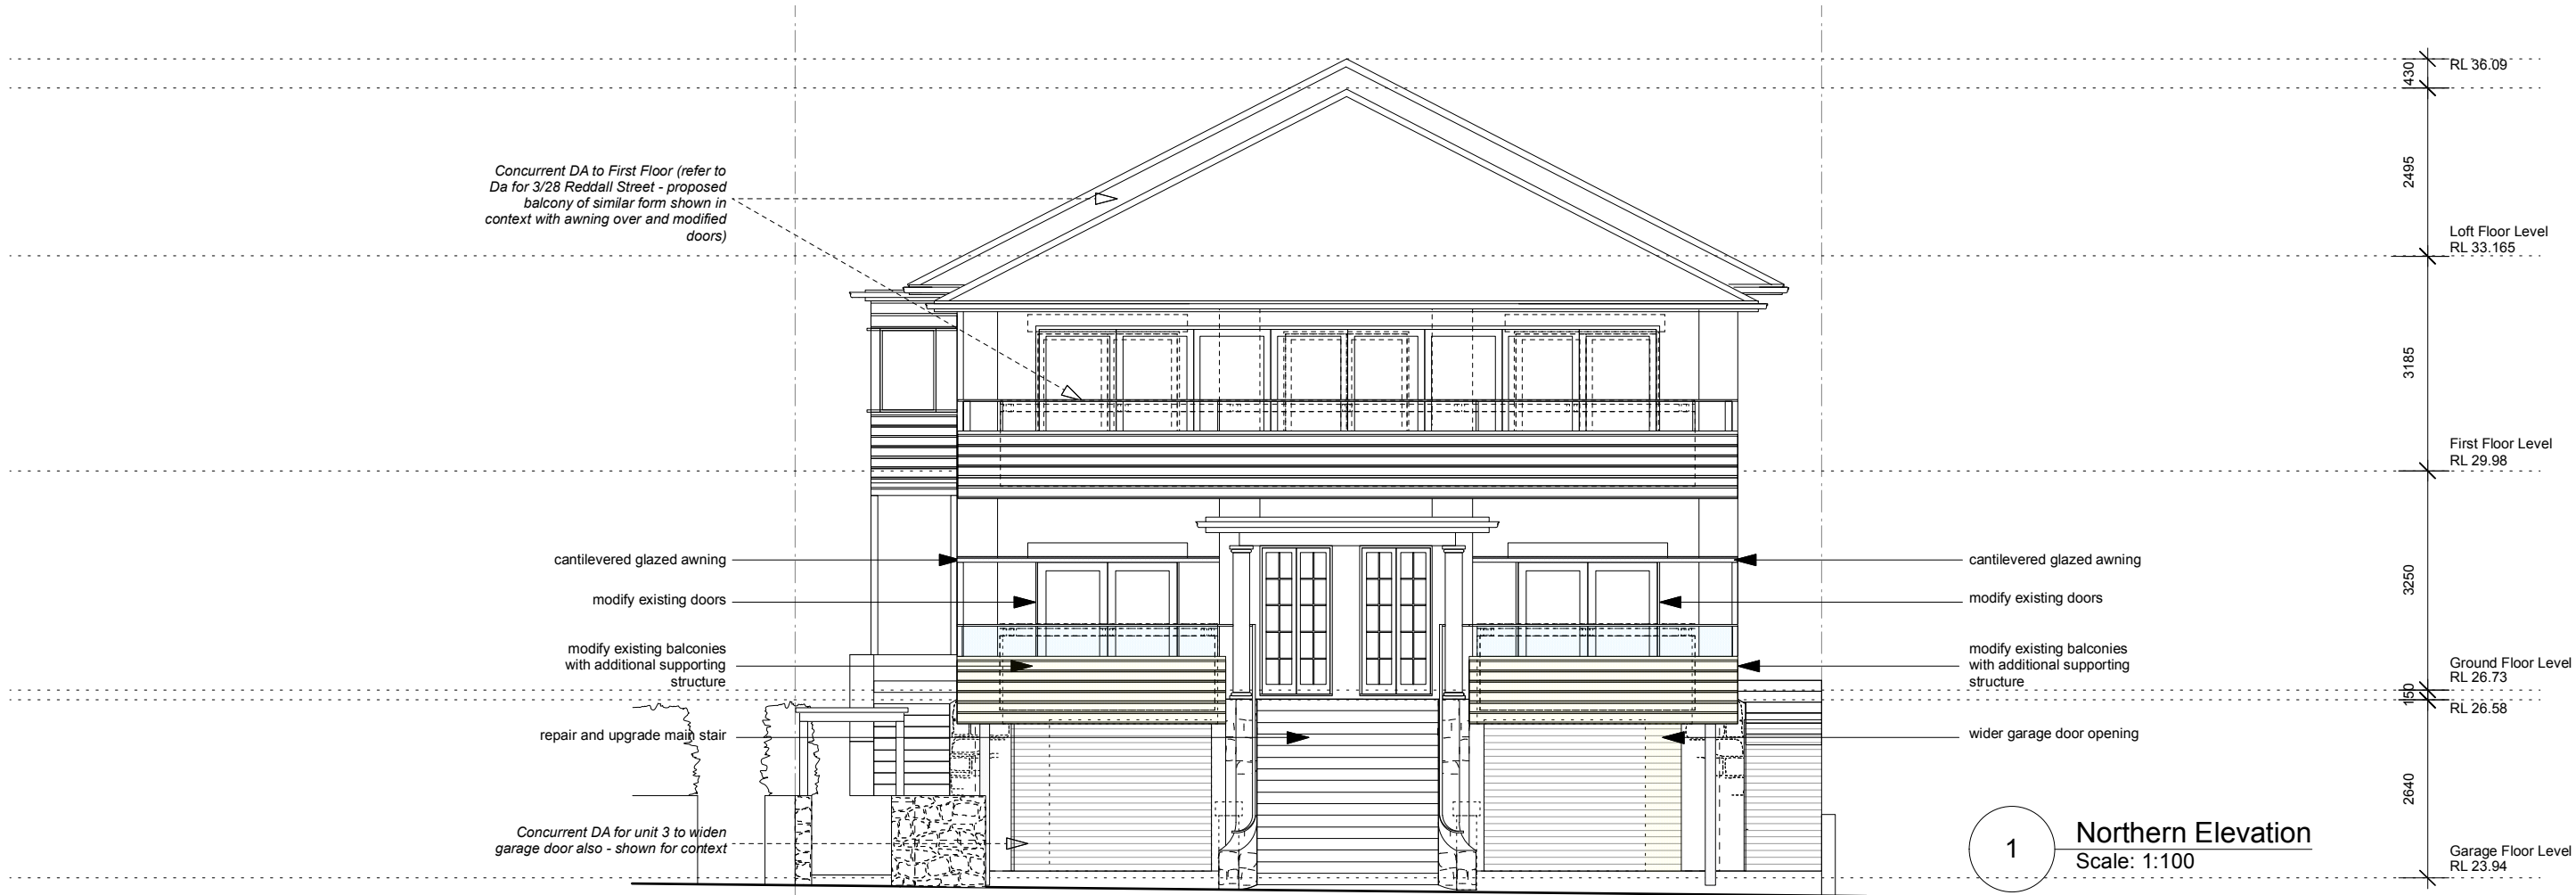 RL 36.09
430
2495
Concurrent DA to First Floor (refer to
Da for 3/28 Reddall Street - proposed
balcony of similar form shown in
context with awning over and modified
doors)
Loft Floor Level
RL 33.165
3185
First Floor Level
RL 29.98
cantilevered glazed awning
modify existing doors
modify existing balconies
with additional supporting
structure
repair and upgrade main stair
Concurrent DA for unit 3 to widen
garage door also - shown for context
cantilevered glazed awning
modify existing doors
modify existing balconies
with additional supporting
structure
wider garage door opening
3250
Ground Floor Level
RL 26.73
150
RL 26.58
2640
Garage Floor Level
RL 23.94
1
Northern Elevation
Scale: 1:100